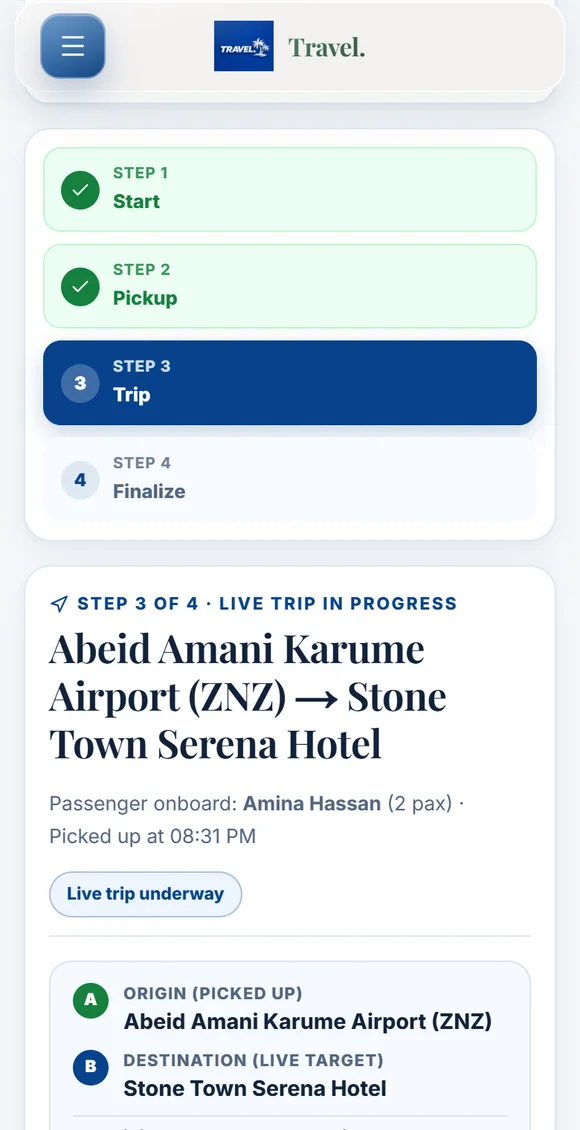 TRAVEL.
Travel.
STEP 1
Start
STEP 2
Pickup
3
STEP 3
Trip
4
STEP 4
Finalize
STEP 3 OF 4 · LIVE TRIP IN PROGRESS
Abeid Amani Karume
Airport (ZNZ) → Stone
Town Serena Hotel
Passenger onboard: Amina Hassan (2 pax) ·
Picked up at 08:31 PM
Live trip underway
A
ORIGIN (PICKED UP)
Abeid Amani Karume Airport (ZNZ)
B
DESTINATION (LIVE TARGET)
Stone Town Serena Hotel